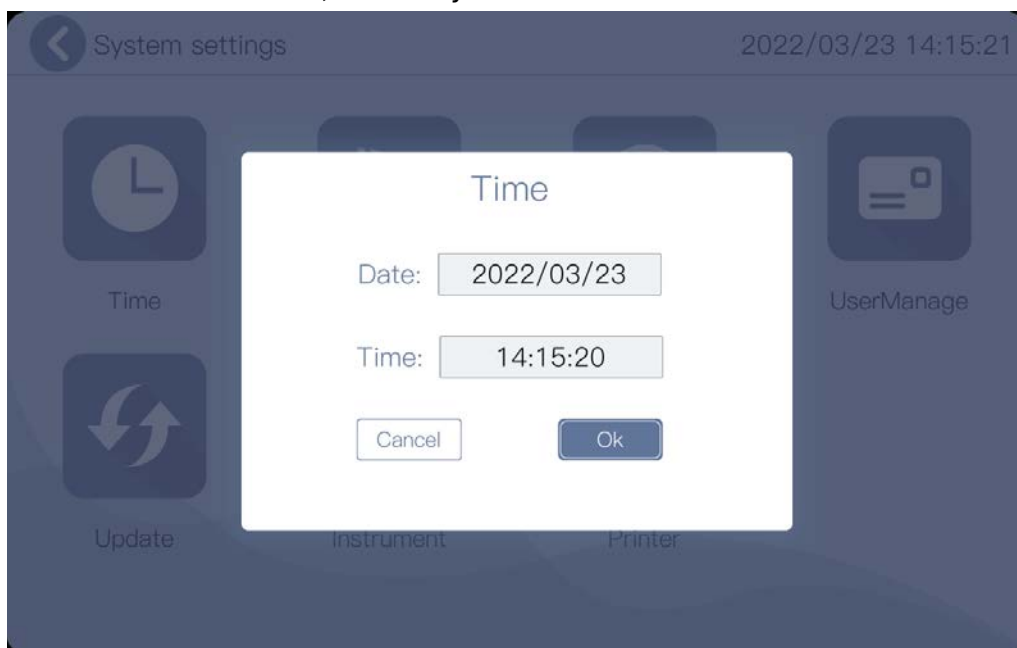 System settings
2022/03/23 14:15:21
Time
Date: 2022/03/23
Time: 14:15:20
Cancel
Ok
Time
UserManage
Update
Instrument
Printer